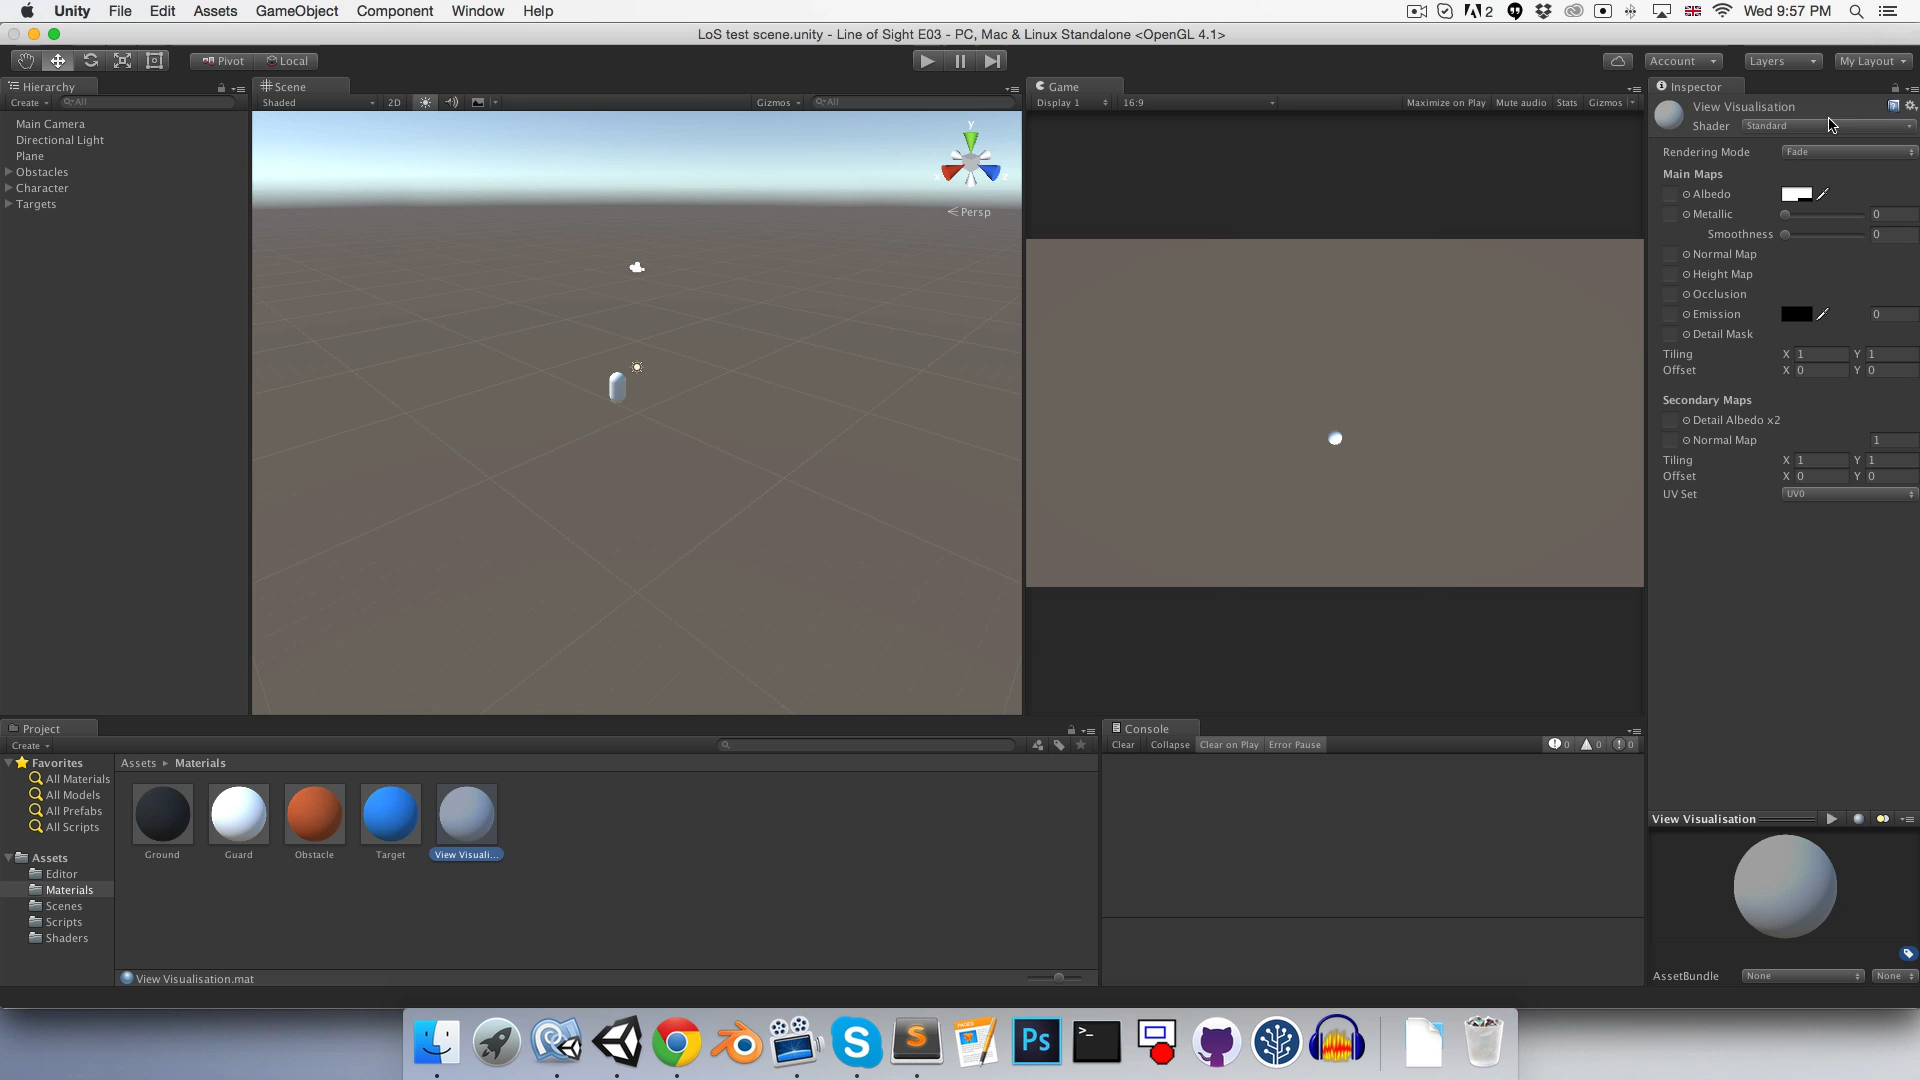 Unity File Edit Assets GameObject Component Window Help
2 Wed 9:57 PM
LoS test scene.unity - Line of Sight E03 - PC, Mac & Linux Standalone <OpenGL 4.1>
Pivot Local
Account Layers My Layout
Hierarchy
Create All
Main Camera
Directional Light
Plane
Obstacles
Character
Targets
Scene
Shaded 2D Gizmos All
y
Persp
Game
Display 1 16:9 Maximize on Play Mute audio Stats Gizmos
Inspector
View Visualisation
Shader Standard
Rendering Mode Fade
Main Maps
Albedo
Metallic 0
Smoothness 0
Normal Map
Height Map
Occlusion
Emission 0
Detail Mask
Tiling X 1 Y 1
Offset X 0 Y 0
Secondary Maps
Detail Albedo x2
Normal Map 1
Tiling X 1 Y 1
Offset X 0 Y 0
UV Set UV0
Project
Create
Favorites
All Materials
All Models
All Prefabs
All Scripts
Assets
Editor
Materials
Scenes
Scripts
Shaders
Assets Materials
Ground Guard Obstacle Target View Visuali...
View Visualisation.mat
Console
Clear Collapse Clear on Play Error Pause 0 0 0
View Visualisation
AssetBundle None None
PAGES
Ps
>_